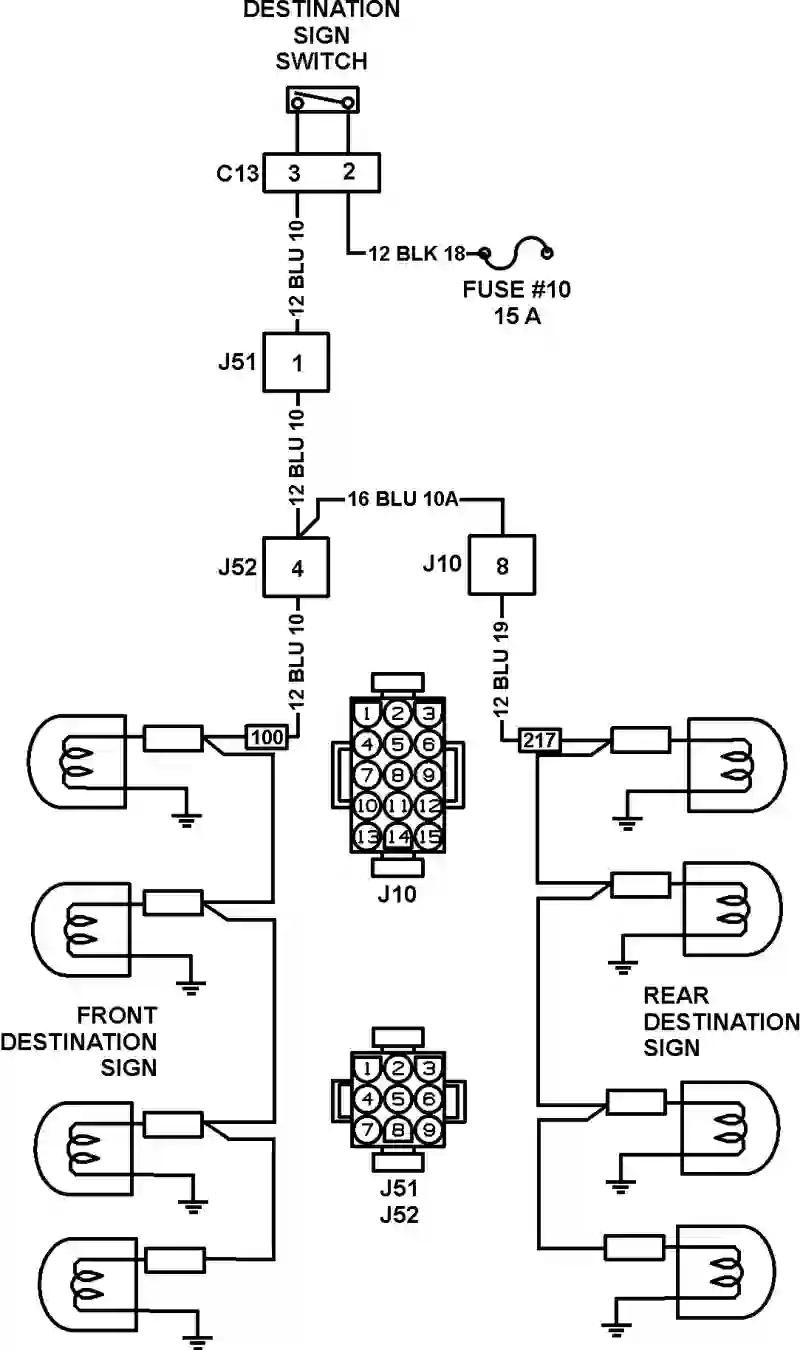 DESTINATION
SIGN
SWITCH
C13
3 2
12 BLU 10
12 BLK 18
FUSE #10
15 A
J51
1
12 BLU 10
16 BLU 10A
J52
4
J10
8
12 BLU 10
12 BLU 19
100
217
1 2 3
4 5 6
7 8 9
10 11 12
13 14 15
J10
FRONT
DESTINATION
SIGN
REAR
DESTINATION
SIGN
1 2 3
4 5 6
7 8 9
J51
J52